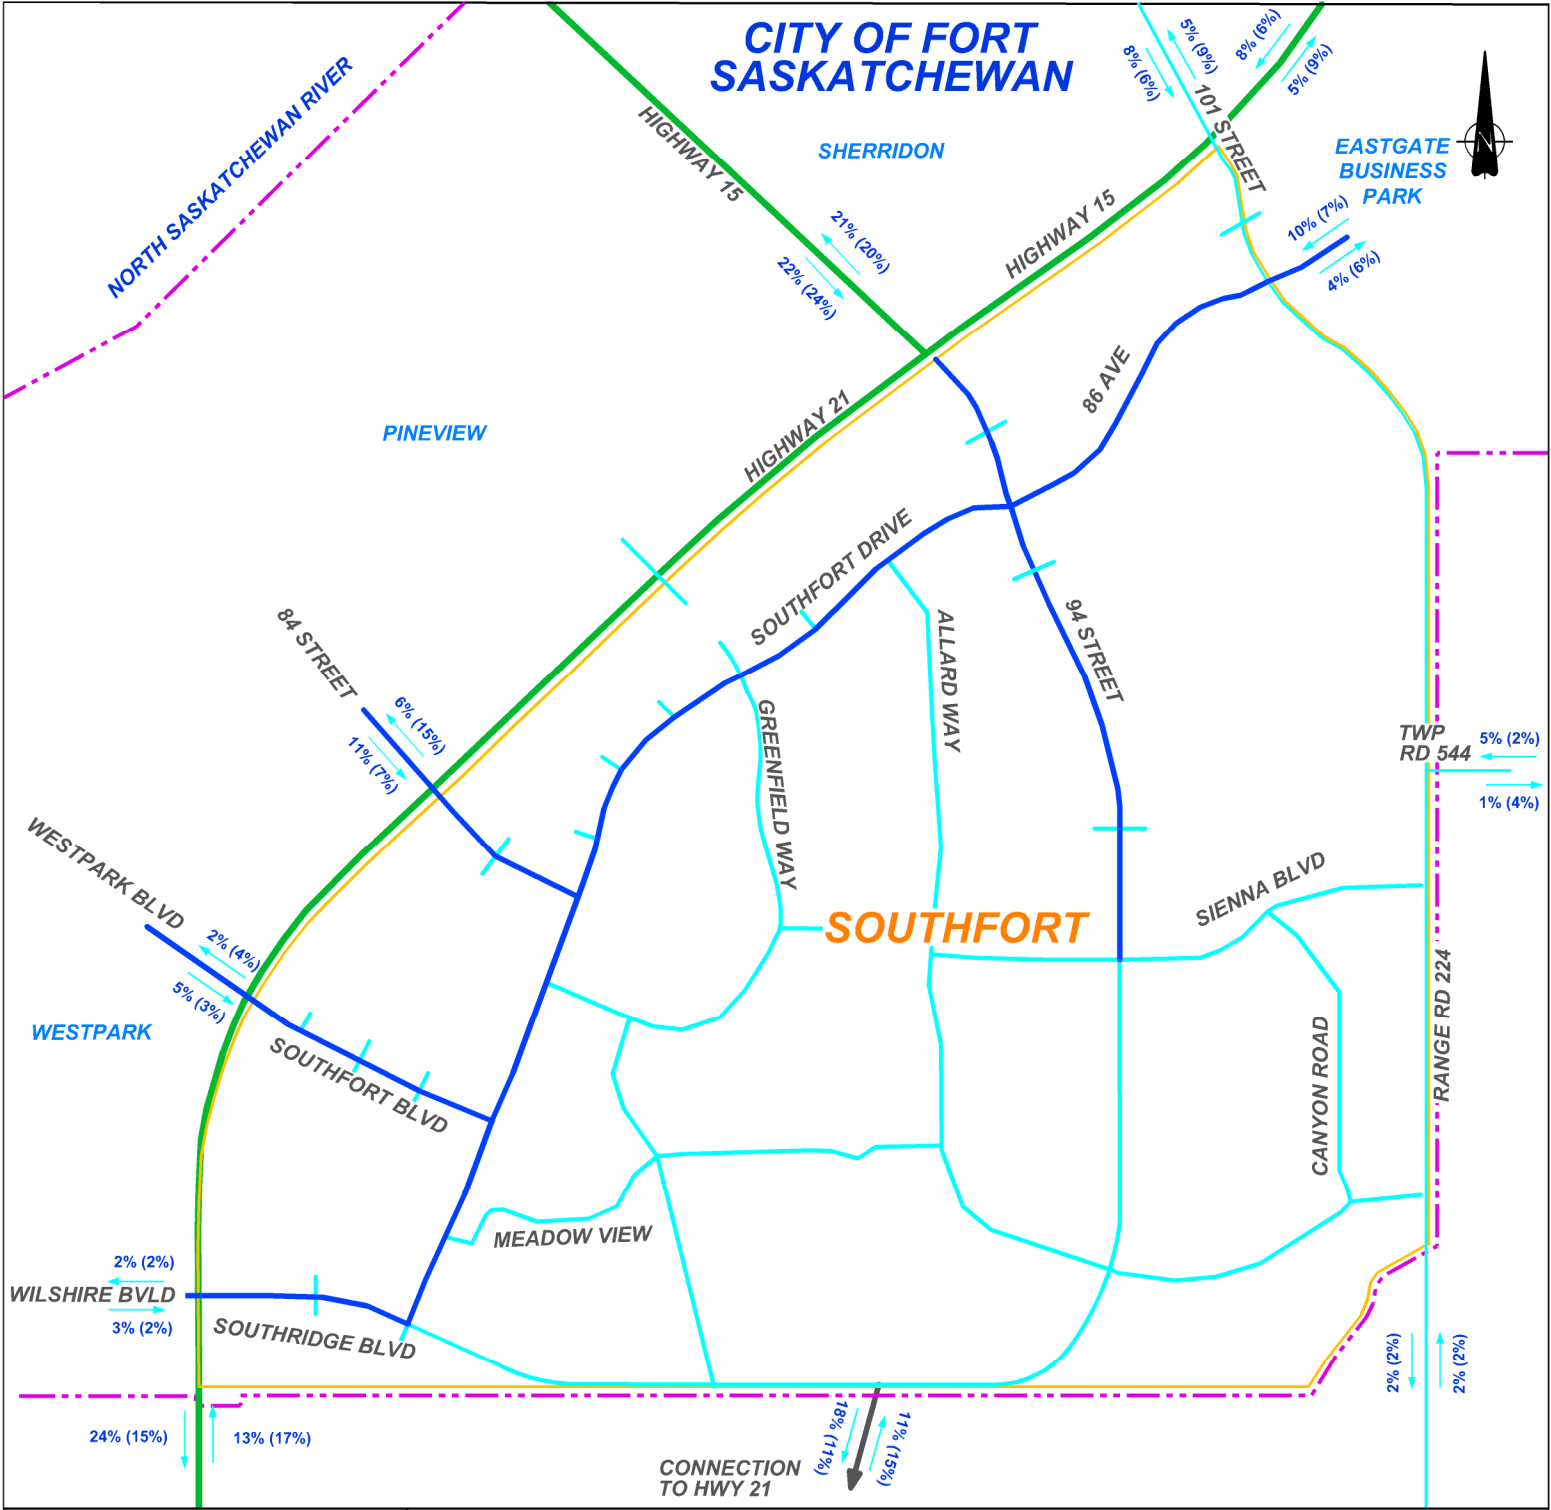 CITY OF FORT
SASKATCHEWAN
5% (9%)
8% (6%)
8% (6%)
5% (9%)
NORTH SASKATCHEWAN RIVER
HIGHWAY 15
SHERRIDON
101 STREET
EASTGATE
BUSINESS
PARK
N
HIGHWAY 15
10% (7%)
4% (6%)
21% (20%)
22% (24%)
86 AVE
HIGHWAY 21
PINEVIEW
SOUTHFORT DRIVE
84 STREET
ALLARD WAY
94 STREET
6% (15%)
11% (7%)
GREENFIELD WAY
TWP
RD 544
5% (2%)
1% (4%)
WESTPARK BLVD
SIENNA BLVD
SOUTHFORT
2% (4%)
5% (3%)
WESTPARK
SOUTHFORT BLVD
CANYON ROAD
RANGE RD 224
MEADOW VIEW
2% (2%)
WILSHIRE BVLD
3% (2%)
SOUTHRIDGE BLVD
2% (2%)
2% (2%)
24% (15%)
13% (17%)
18% (11%)
11% (15%)
CONNECTION
TO HWY 21